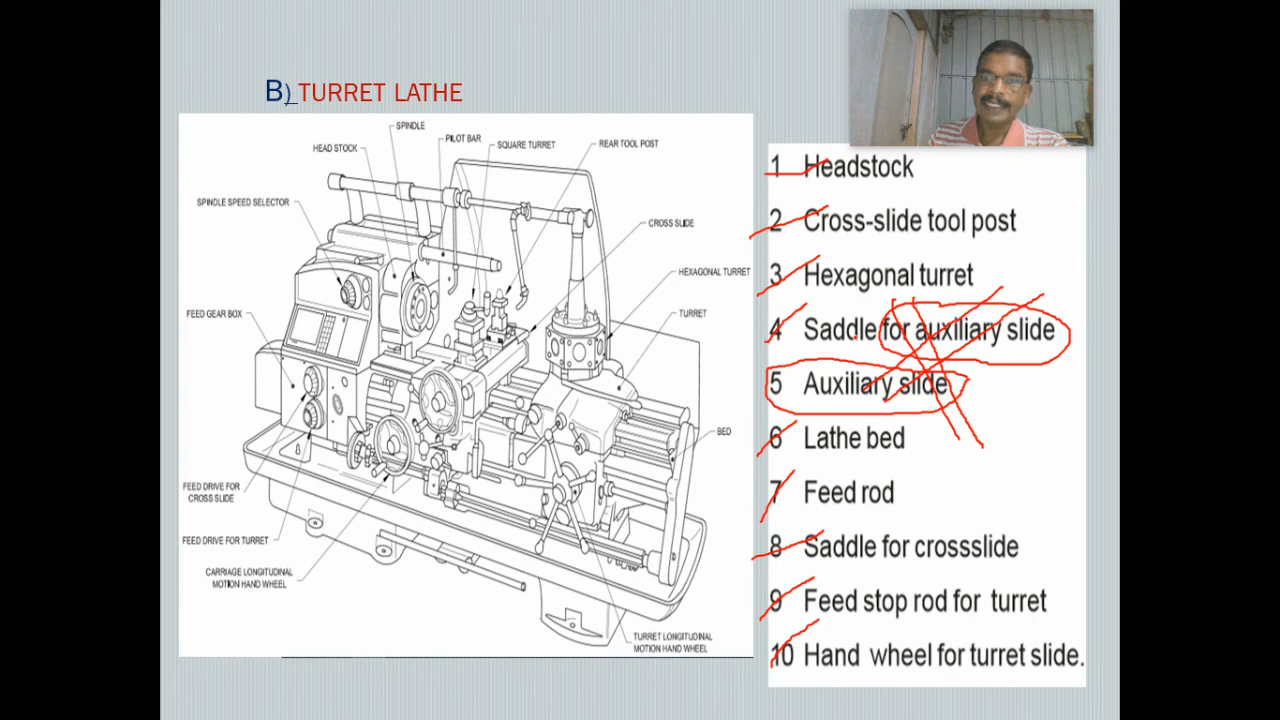 B) TURRET LATHE
SPINDLE
PILOT BAR
HEAD STOCK
SQUARE TURRET
REAR TOOL POST
SPINDLE SPEED SELECTOR
CROSS SLIDE
HEXAGONAL TURRET
FEED GEAR BOX
TURRET
BED
FEED DRIVE FOR
CROSS SLIDE
FEED DRIVE FOR TURRET
CARRIAGE LONGITUDINAL
MOTION HAND WHEEL
TURRET LONGITUDINAL
MOTION HAND WHEEL
1 Headstock
2 Cross-slide tool post
3 Hexagonal turret
4 Saddle for auxiliary slide
5 Auxiliary slide
6 Lathe bed
7 Feed rod
8 Saddle for crossslide
9 Feed stop rod for turret
10 Hand wheel for turret slide.